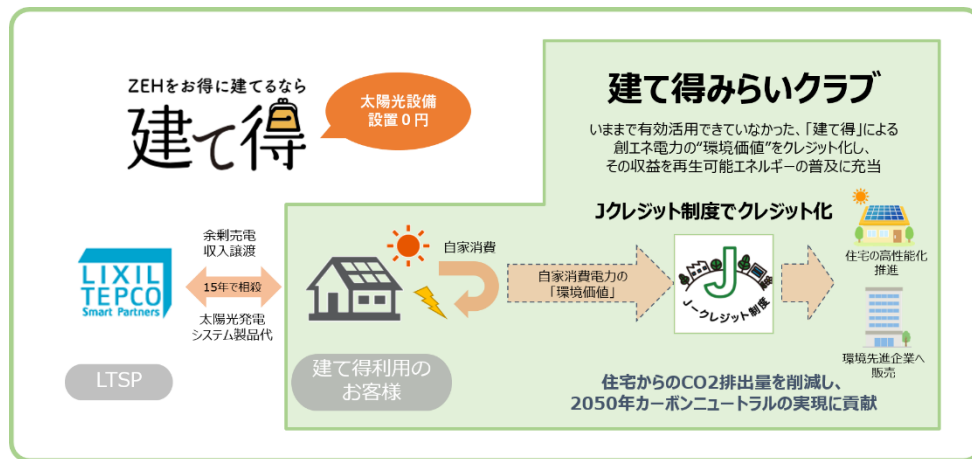 ZEHをお得に建てるなら
建て得
太陽光設備
設置0円
建て得みらいクラブ
いままで有効活用できていなかった、「建て得」による
創エネ電力の“環境価値”をクレジット化し、
その収益を再生可能エネルギーの普及に充当
Jクレジット制度でクレジット化
LIXIL
TEPCO
Smart Partners
余剰売電
収入譲渡
15年で相殺
太陽光発電
システム製品代
LTSP
自家消費
建て得利用の
お客様
自家消費電力の
「環境価値」
J
J-クレジット制度
住宅の高性能化
推進
環境先進企業へ
販売
住宅からのCO2排出量を削減し、
2050年カーボンニュートラルの実現に貢献